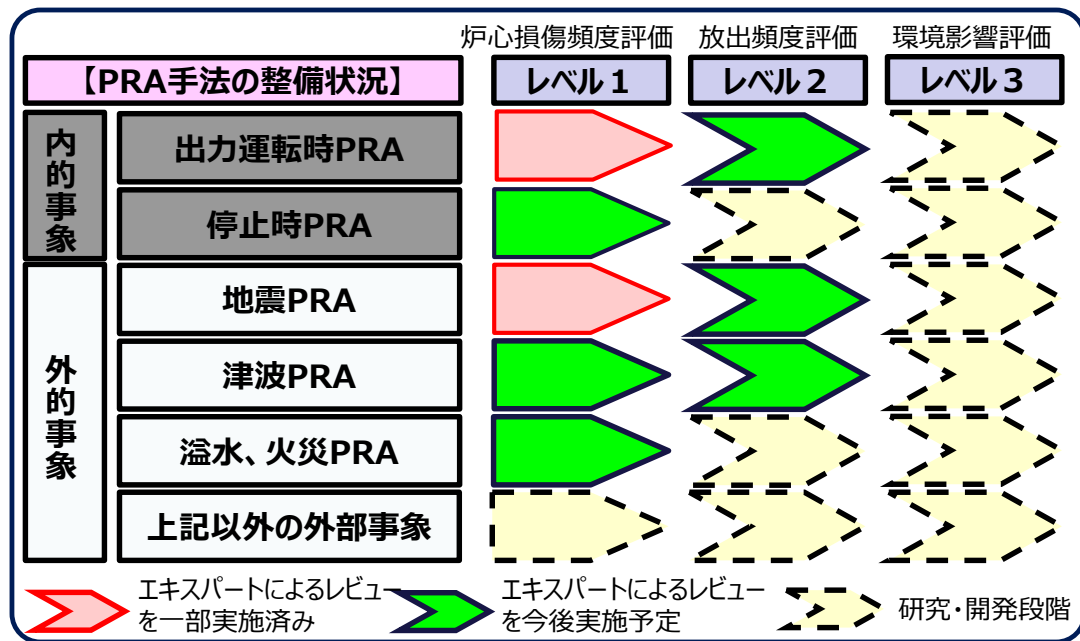 炉心損傷頻度評価 放出頻度評価 環境影響評価
【PRA手法の整備状況】 レベル1 レベル2 レベル3
内的事象
出力運転時PRA
停止時PRA
外的事象
地震PRA
津波PRA
溢水、火災PRA
上記以外の外部事象
エキスパートによるレビュー
を一部実施済み
エキスパートによるレビュー
を今後実施予定
研究・開発段階